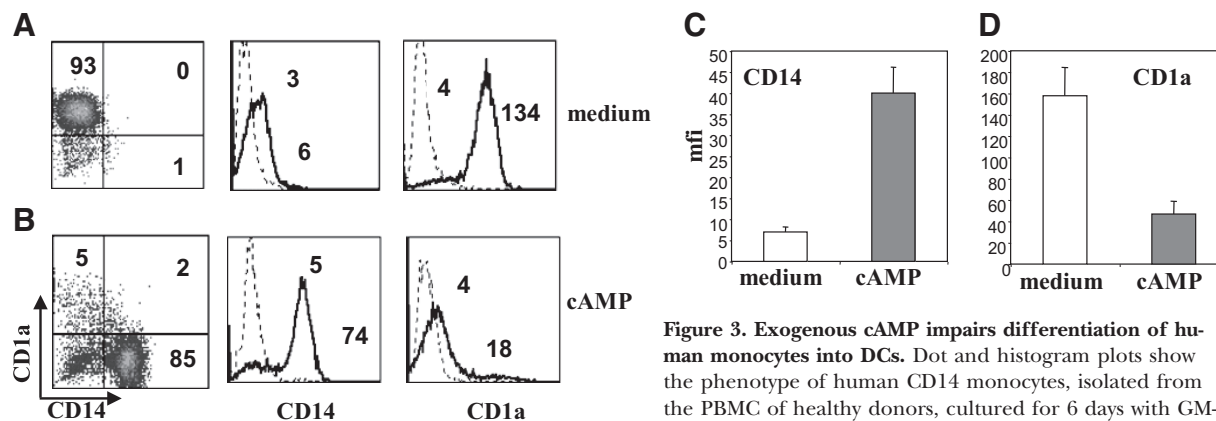 A
93
0
1
3
6
4
134
medium
B
5
2
85
CD1a
CD14
5
74
CD14
4
18
CD1a
cAMP
C
50
45
40
35
30
25
20
15
10
5
0
mfi
CD14
medium
cAMP
D
200
180
160
140
120
100
80
60
40
20
0
CD1a
medium
cAMP
Figure 3. Exogenous cAMP impairs differentiation of hu-
man monocytes into DCs. Dot and histogram plots show
the phenotype of human CD14 monocytes, isolated from
the PBMC of healthy donors, cultured for 6 days with GM-